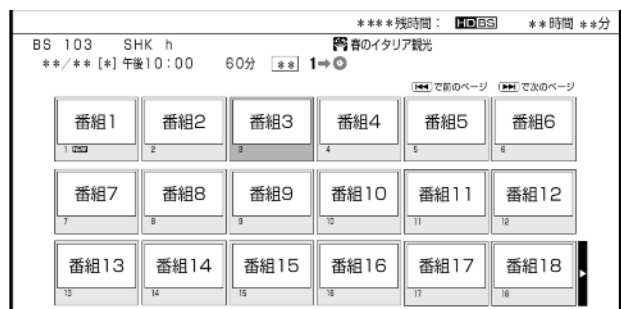 ****残時間： HD BS **時間 **分
BS 103 SHK h 春のイタリア観光
**/** [*] 午後10：00 60分 ** 1➡
⏮で前のページ ⏭で次のページ
番組1 番組2 番組3 番組4 番組5 番組6
1 NEW 2 3 4 5 6
番組7 番組8 番組9 番組10 番組11 番組12
7 8 9 10 11 12
番組13 番組14 番組15 番組16 番組17 番組18
13 14 15 16 17 18